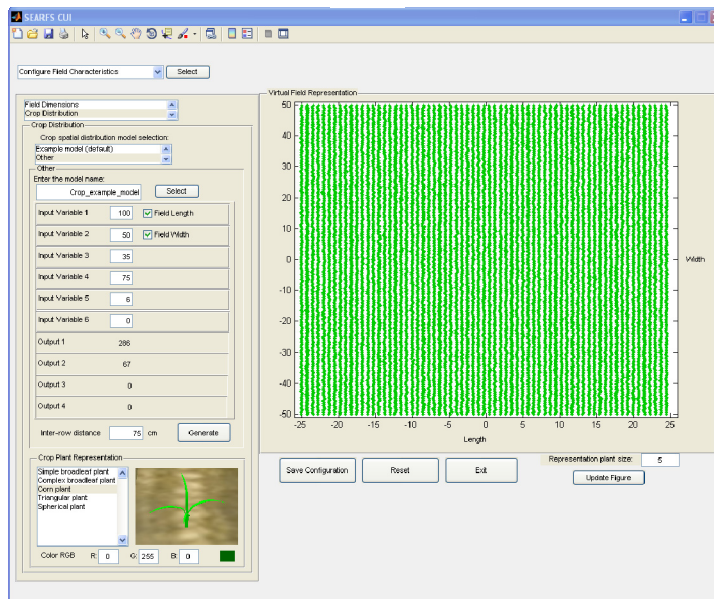 SEARFS CUI
Configure Field Characteristics
Select
Field Dimensions
Crop Distribution
Crop Distribution
Crop spatial distribution model selection:
Example model (default)
Other
Other
Enter the model name:
Crop_example_model
Select
Input Variable 1 100 Field Length
Input Variable 2 50 Field Width
Input Variable 3 35
Input Variable 4 75
Input Variable 5 6
Input Variable 6 0
Output 1 286
Output 2 67
Output 3 0
Output 4 0
Inter-row distance 75 cm Generate
Crop Plant Representation
Simple broadleaf plant
Complex broadleaf plant
Corn plant
Triangular plant
Spherical plant
Color RGB R: 0 G: 255 B: 0
Virtual Field Representation
50
40
30
20
10
0
-10
-20
-30
-40
-50
-25 -20 -15 -10 -5 0 5 10 15 20 25
Width
Length
Save Configuration
Reset
Exit
Representation plant size: 5
Update Figure